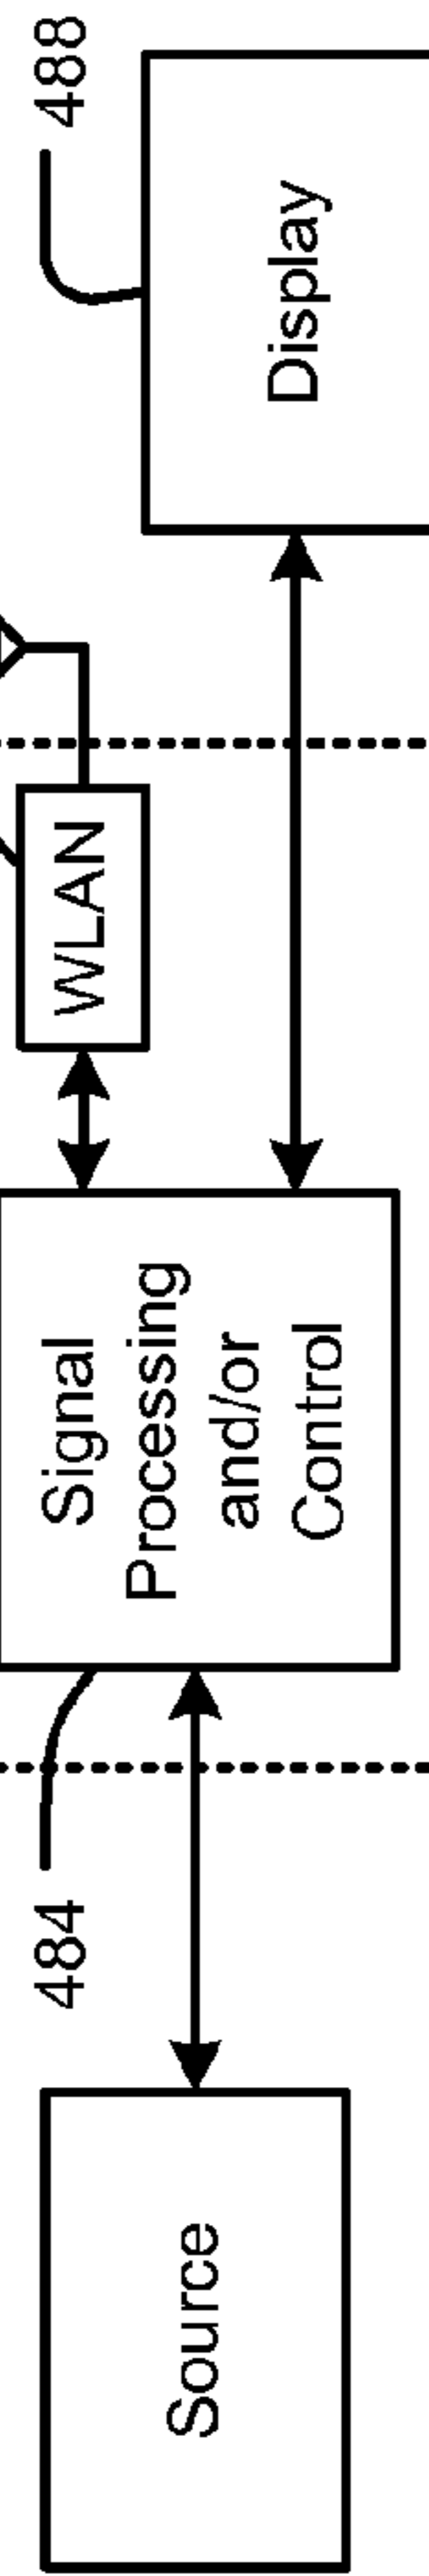 488
Display
WLAN
Signal
Processing
and/or
Control
484
Source